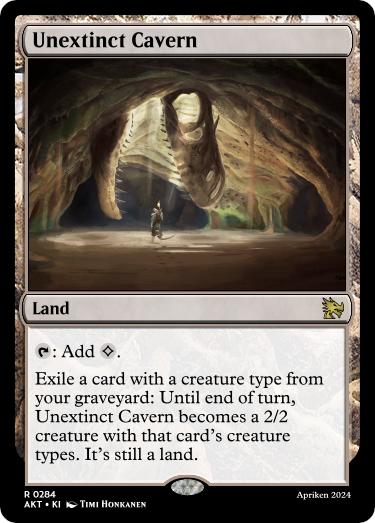 Unextinct Cavern
Land
: Add .
Exile a card with a creature type from
your graveyard: Until end of turn,
Unextinct Cavern becomes a 2/2
creature with that card's creature
types. It's still a land.
R 0284
AKT • KI Timi Honkanen
Apriken 2024